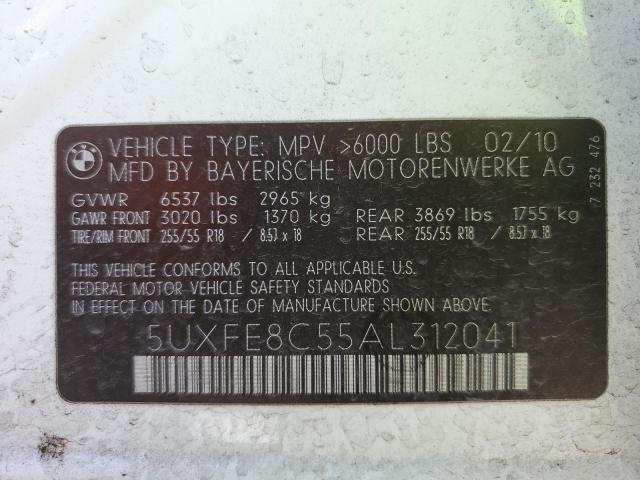 BMW
VEHICLE TYPE: MPV >6000 LBS 02/10
MFD BY BAYERISCHE MOTORENWERKE AG
GVWR 6537 lbs 2965 kg
GAWR FRONT 3020 lbs 1370 kg REAR 3869 lbs 1755 kg
TIRE/RIM FRONT 255/55 R18 / 8.5J x 18 REAR 255/55 R18 / 8.5J x 18
THIS VEHICLE CONFORMS TO ALL APPLICABLE U.S.
FEDERAL MOTOR VEHICLE SAFETY STANDARDS
IN EFFECT ON THE DATE OF MANUFACTURE SHOWN ABOVE.
5UXFE8C55AL312041
7 232 476